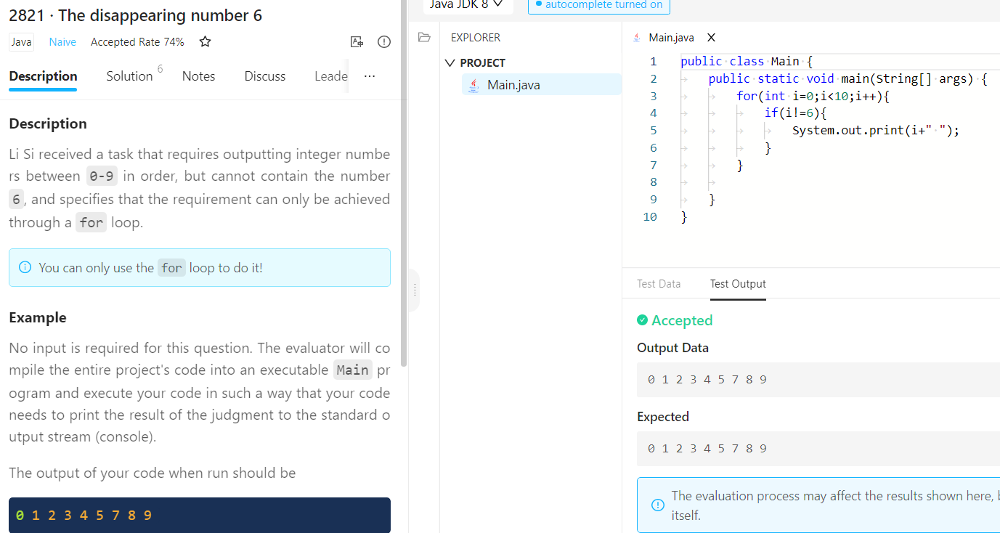 2821 · The disappearing number 6
Java Naive Accepted Rate 74%
Description Solution 6 Notes Discuss Leade ...
Description
Li Si received a task that requires outputting integer numbe
rs between 0-9 in order, but cannot contain the number
6, and specifies that the requirement can only be achieved
through a for loop.
You can only use the for loop to do it!
Example
No input is required for this question. The evaluator will co
mpile the entire project's code into an executable Main pr
ogram and execute your code in such a way that your code
needs to print the result of the judgment to the standard o
utput stream (console).
The output of your code when run should be
0 1 2 3 4 5 7 8 9
Java JDK 8 autocomplete turned on
EXPLORER
PROJECT
Main.java
Main.java X
1 public class Main {
2 public static void main(String[] args) {
3 for(int i=0;i<10;i++){
4 if(i!=6){
5 System.out.print(i+" ");
6 }
7 }
8
9 }
10 }
Test Data Test Output
Accepted
Output Data
0 1 2 3 4 5 7 8 9
Expected
0 1 2 3 4 5 7 8 9
The evaluation process may affect the results shown here,
itself.